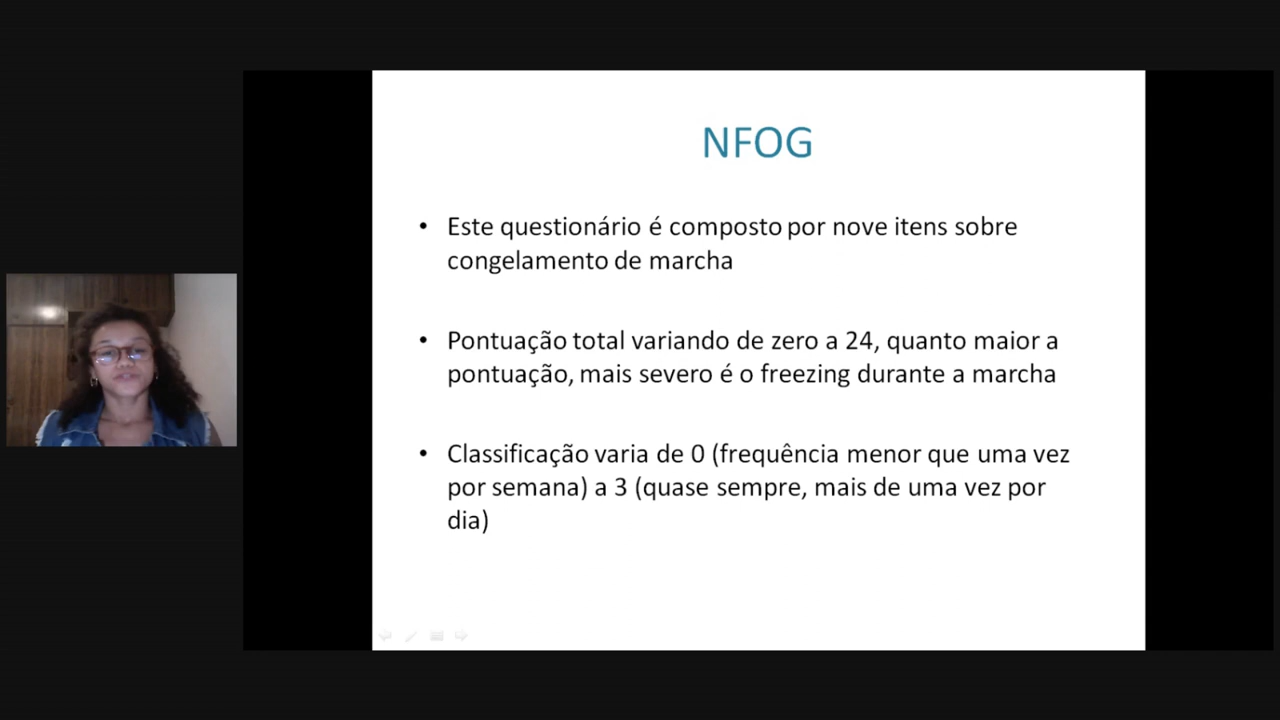 NFOG
• Este questionário é composto por nove itens sobre
congelamento de marcha
• Pontuação total variando de zero a 24, quanto maior a
pontuação, mais severo é o freezing durante a marcha
• Classificação varia de 0 (frequência menor que uma vez
por semana) a 3 (quase sempre, mais de uma vez por
dia)